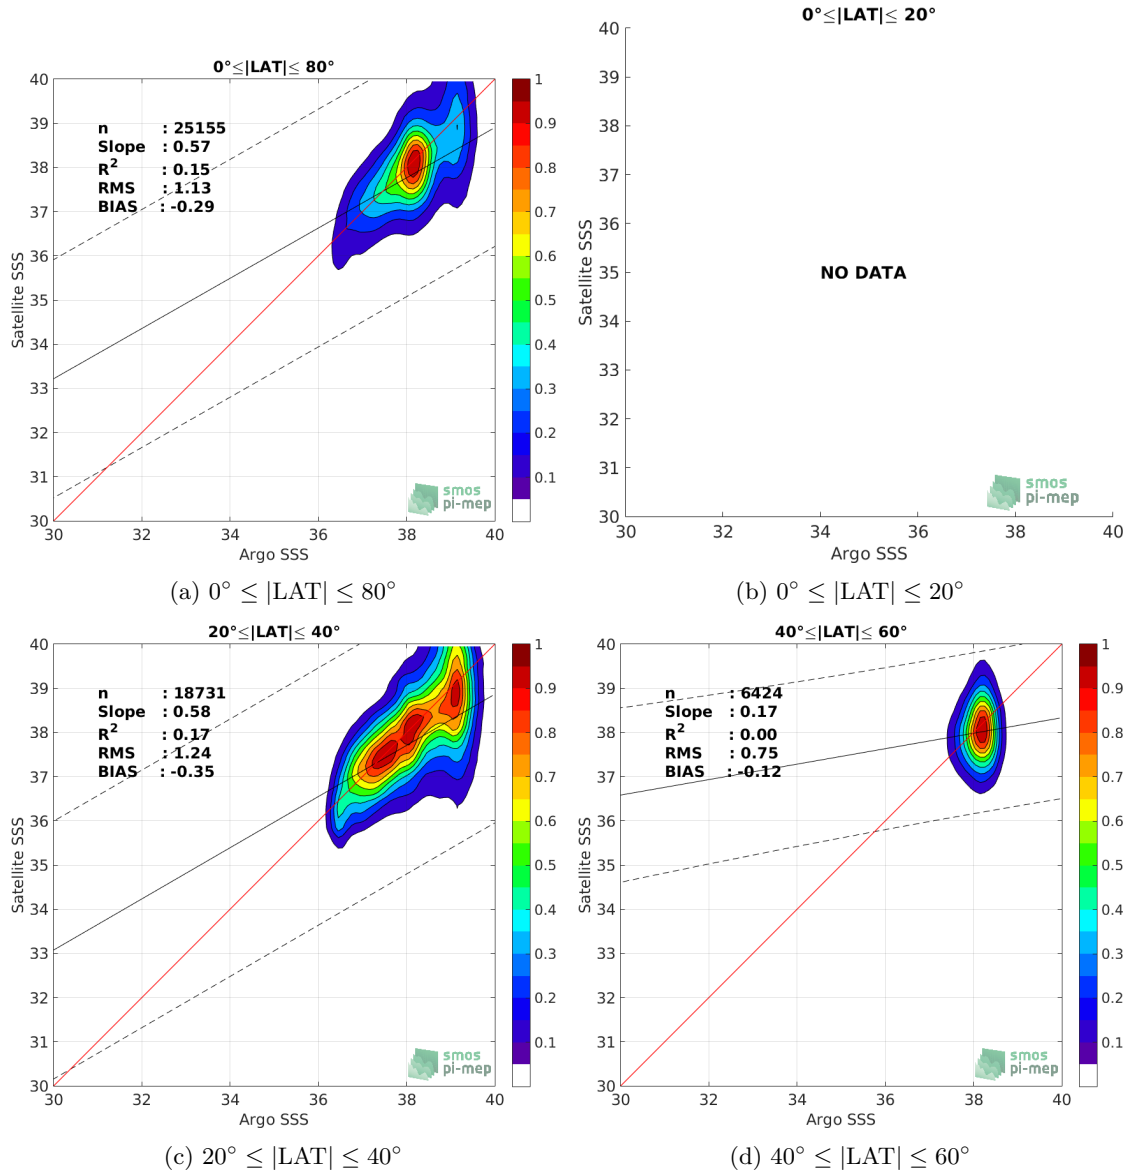 0°≤|LAT|≤ 80°
40
39
38
37
36
35
34
33
32
31
30
Satellite SSS
n : 25155
Slope : 0.57
R² : 0.15
RMS : 1.13
BIAS : -0.29
smos
pi-mep
30 32 34 36 38 40
Argo SSS
1
0.9
0.8
0.7
0.6
0.5
0.4
0.3
0.2
0.1
(a) 0° ≤ |LAT| ≤ 80°
0°≤|LAT|≤ 20°
40
39
38
37
36
35
34
33
32
31
30
Satellite SSS
NO DATA
smos
pi-mep
30 32 34 36 38 40
Argo SSS
(b) 0° ≤ |LAT| ≤ 20°
20°≤|LAT|≤ 40°
40
39
38
37
36
35
34
33
32
31
30
Satellite SSS
n : 18731
Slope : 0.58
R² : 0.17
RMS : 1.24
BIAS : -0.35
smos
pi-mep
30 32 34 36 38 40
Argo SSS
1
0.9
0.8
0.7
0.6
0.5
0.4
0.3
0.2
0.1
(c) 20° ≤ |LAT| ≤ 40°
40°≤|LAT|≤ 60°
40
39
38
37
36
35
34
33
32
31
30
Satellite SSS
n : 6424
Slope : 0.17
R² : 0.00
RMS : 0.75
BIAS : -0.12
smos
pi-mep
30 32 34 36 38 40
Argo SSS
1
0.9
0.8
0.7
0.6
0.5
0.4
0.3
0.2
0.1
(d) 40° ≤ |LAT| ≤ 60°